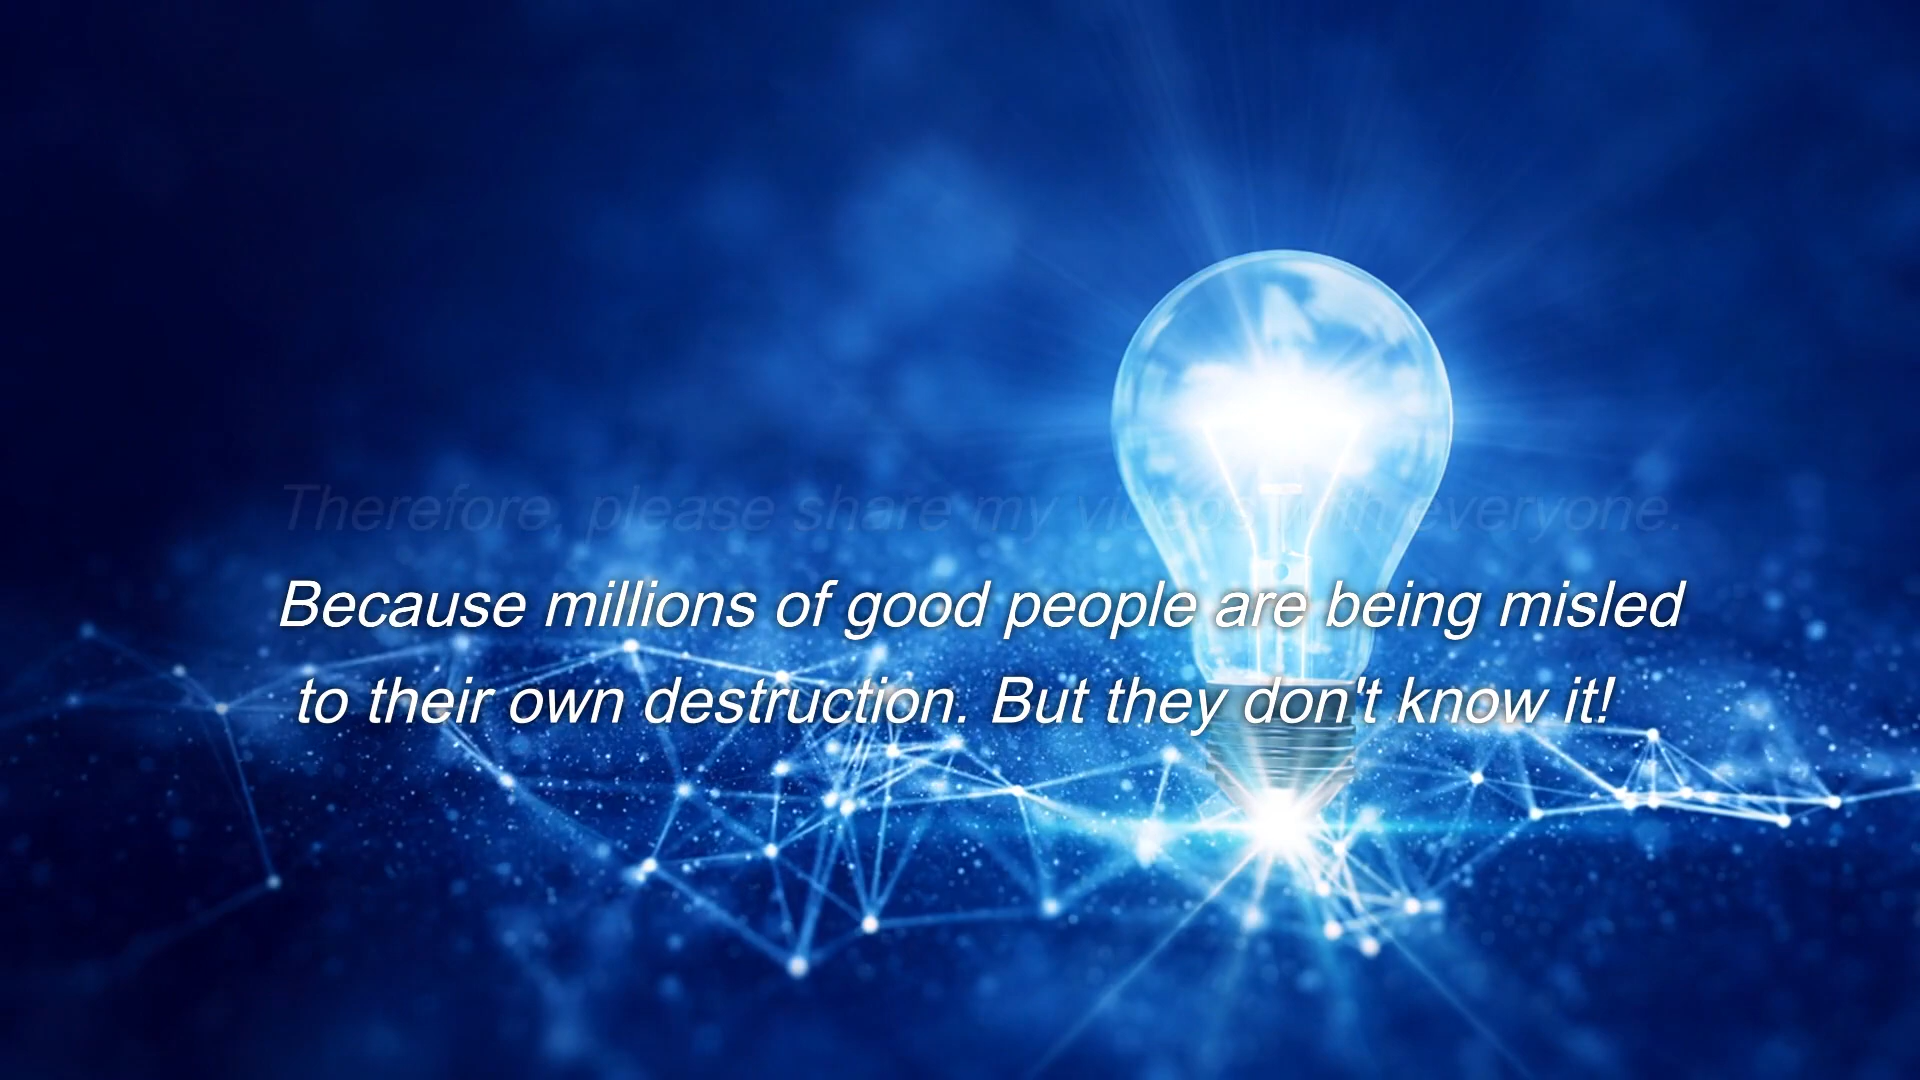 Therefore, please share my videos with everyone.
Because millions of good people are being misled
to their own destruction. But they don't know it!